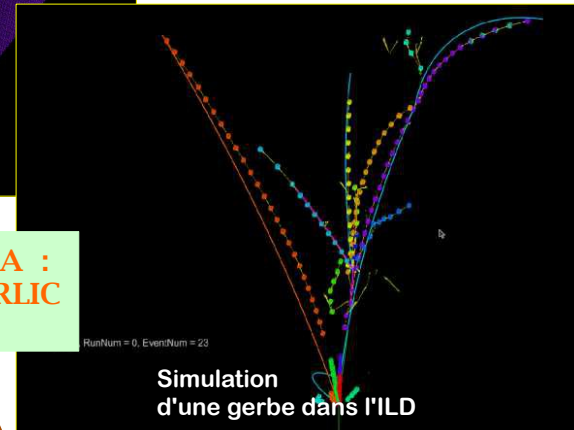 A :
RLIC
RunNum = 0, EventNum = 23
Simulation
d'une gerbe dans l'ILD